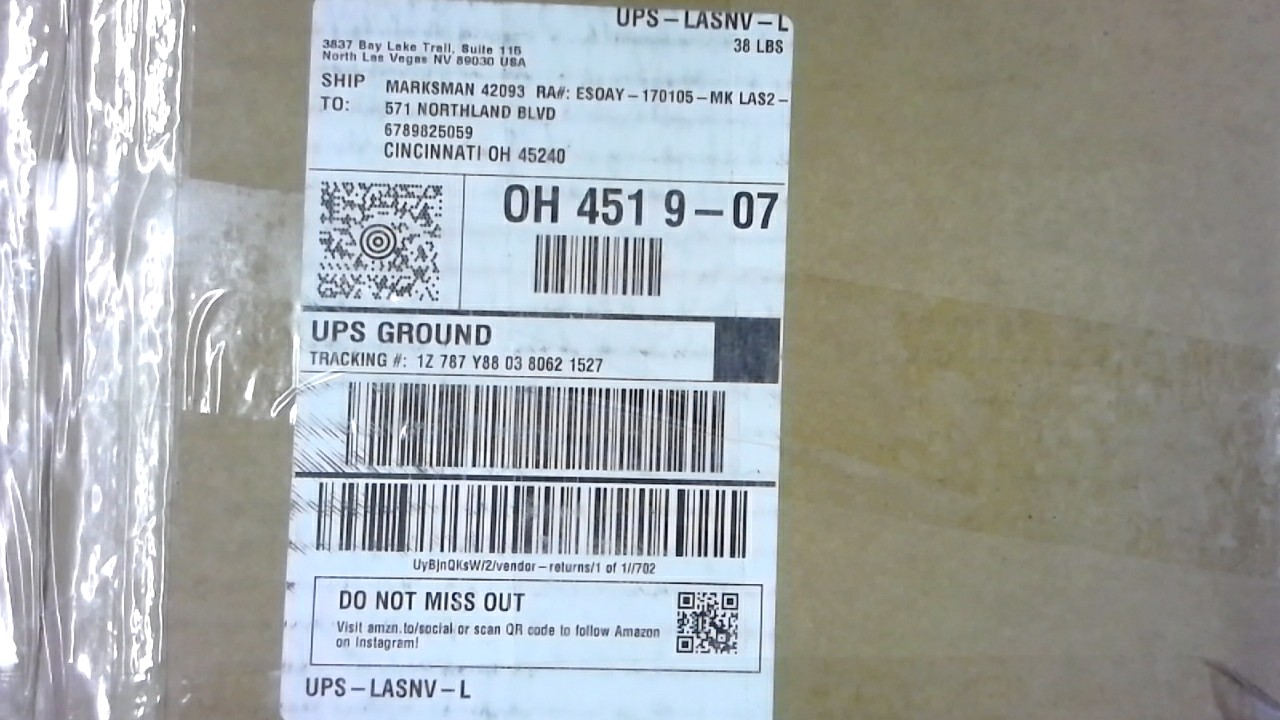 UPS-LASNV-L
38 LBS
3837 Bay Lake Trail, Suite 115
North Las Vegas NV 89030 USA
SHIP TO:
MARKSMAN 42093 RA#: ESOAY-170105-MK LAS2-
571 NORTHLAND BLVD
6789825059
CINCINNATI OH 45240
OH 451 9-07
UPS GROUND
TRACKING #: 1Z 787 Y88 03 8062 1527
UyBJnQKsW/2/vendor-returns/1 of 1//702
DO NOT MISS OUT
Visit amzn.to/social or scan QR code to follow Amazon
on Instagram!
UPS-LASNV-L